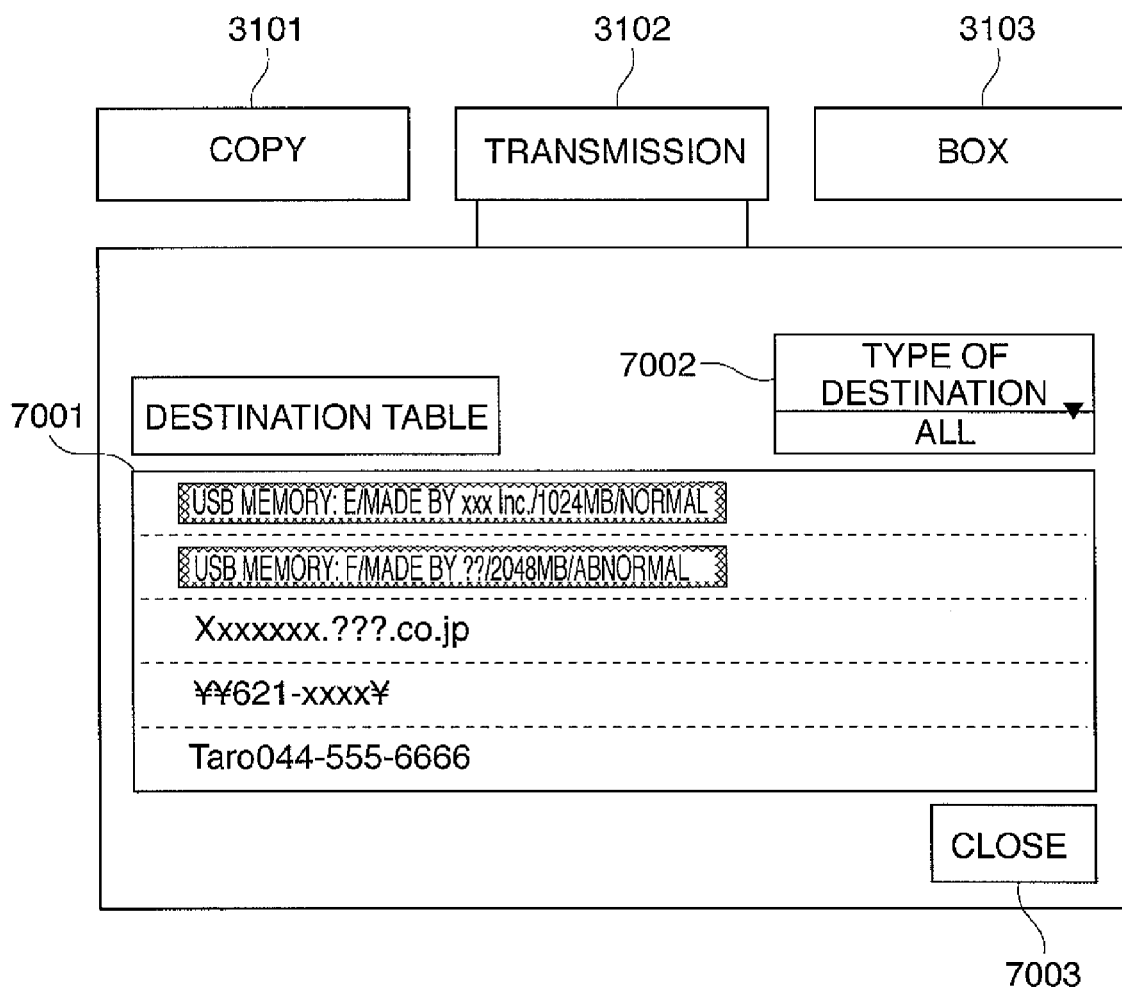 3101
3102
3103
COPY
TRANSMISSION
BOX
7002
TYPE OF
DESTINATION
ALL
7001
DESTINATION TABLE
USB MEMORY: E/MADE BY xxx Inc./1024MB/NORMAL
USB MEMORY: F/MADE BY ??/2048MB/ABNORMAL
Xxxxxxx.???.co.jp
¥¥621-xxxx¥
Taro044-555-6666
CLOSE
7003